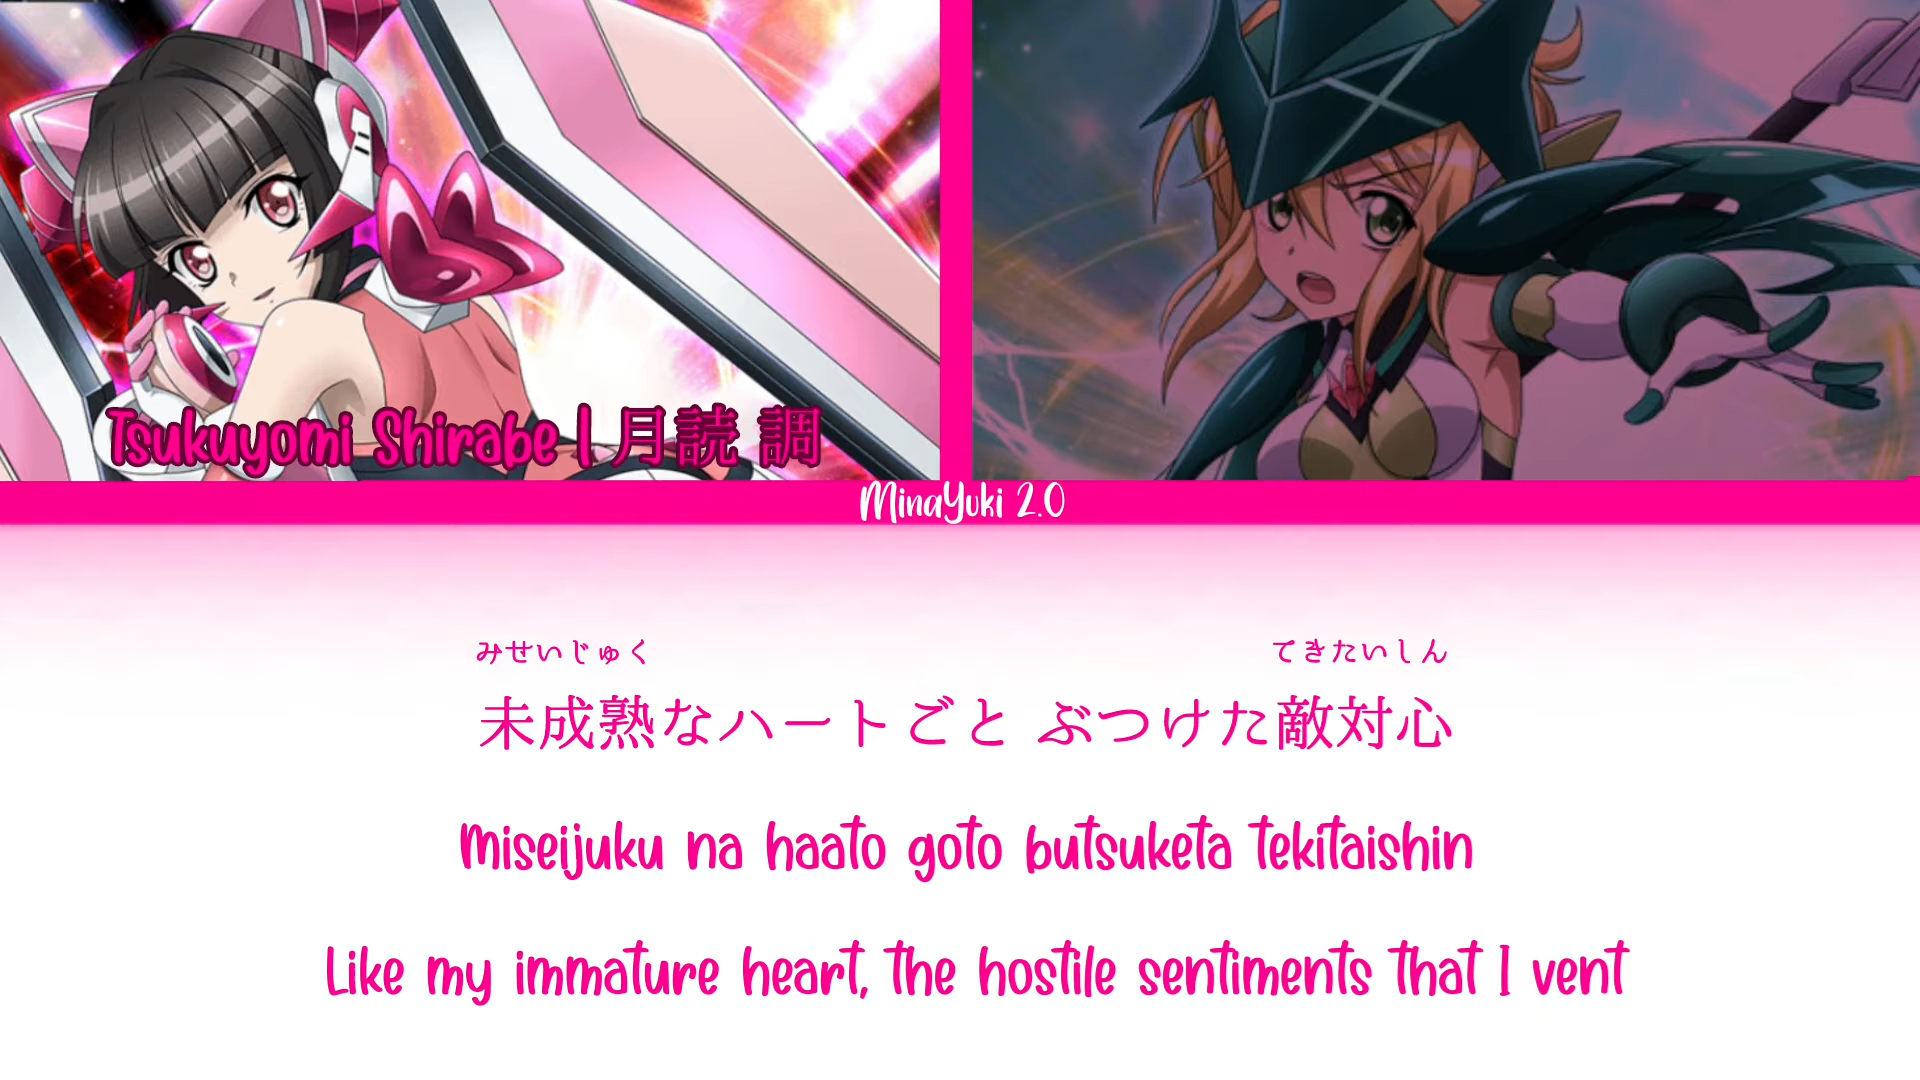 Tsukuyomi Shirabe | 月読 調
MinaYuki 2.0
みせいじゅく てきたいしん
未成熟なハートごと ぶつけた敵対心
Miseijuku na haato goto butsuketa tekitaishin
Like my immature heart, the hostile sentiments that I vent